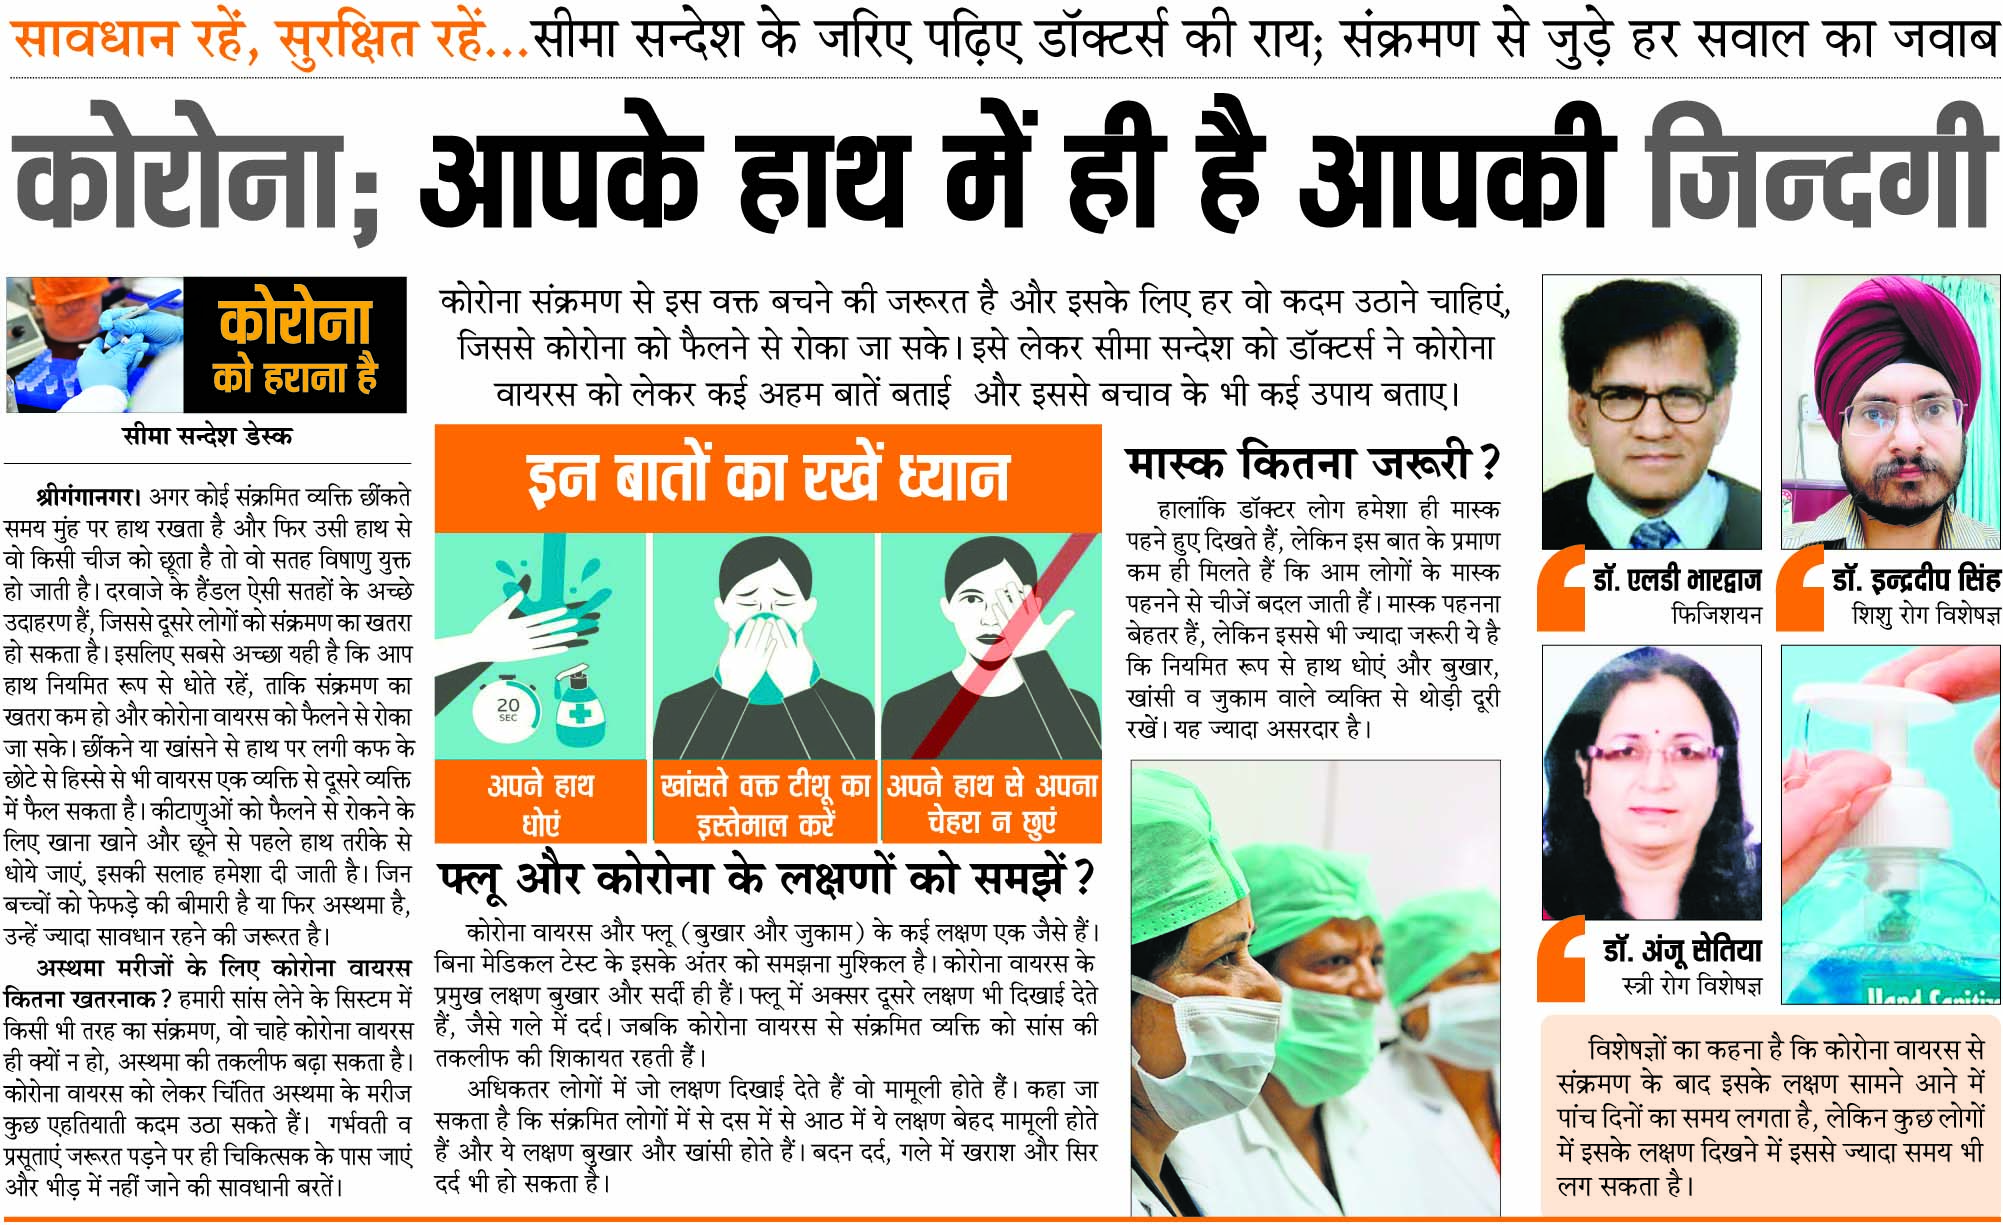 सावधान रहें, सुरक्षित रहें...सीमा सन्देश के जरिए पढ़िए डॉक्टर्स की राय; संक्रमण से जुड़े हर सवाल का जवाब
कोरोना; आपके हाथ में ही है आपकी जिन्दगी
कोरोना
को हराना है
सीमा सन्देश डेस्क
श्रीगंगानगर। अगर कोई संक्रमित व्यक्ति छींकते
समय मुंह पर हाथ रखता है और फिर उसी हाथ से
वो किसी चीज को छूता है तो वो सतह विषाणु युक्त
हो जाती है। दरवाजे के हैंडल ऐसी सतहों के अच्छे
उदाहरण हैं, जिससे दूसरे लोगों को संक्रमण का खतरा
हो सकता है। इसलिए सबसे अच्छा यही है कि आप
हाथ नियमित रूप से धोते रहें, ताकि संक्रमण का
खतरा कम हो और कोरोना वायरस को फैलने से रोका
जा सके। छींकने या खांसने से हाथ पर लगी कफ के
छोटे से हिस्से से भी वायरस एक व्यक्ति से दूसरे व्यक्ति
में फैल सकता है। कीटाणुओं को फैलने से रोकने के
लिए खाना खाने और छूने से पहले हाथ तरीके से
धोये जाएं, इसकी सलाह हमेशा दी जाती है। जिन
बच्चों को फेफड़े की बीमारी है या फिर अस्थमा है,
उन्हें ज्यादा सावधान रहने की जरूरत है।
अस्थमा मरीजों के लिए कोरोना वायरस
कितना खतरनाक? हमारी सांस लेने के सिस्टम में
किसी भी तरह का संक्रमण, वो चाहे कोरोना वायरस
ही क्यों न हो, अस्थमा की तकलीफ बढ़ा सकता है।
कोरोना वायरस को लेकर चिंतित अस्थमा के मरीज
कुछ एहतियाती कदम उठा सकते हैं। गर्भवती व
प्रसूताएं जरूरत पड़ने पर ही चिकित्सक के पास जाएं
और भीड़ में नहीं जाने की सावधानी बरतें।
कोरोना संक्रमण से इस वक्त बचने की जरूरत है और इसके लिए हर वो कदम उठाने चाहिएं,
जिससे कोरोना को फैलने से रोका जा सके। इसे लेकर सीमा सन्देश को डॉक्टर्स ने कोरोना
वायरस को लेकर कई अहम बातें बताई और इससे बचाव के भी कई उपाय बताए।
इन बातों का रखें ध्यान
20
SEC
अपने हाथ
धोएं
खांसते वक्त टीशू का
इस्तेमाल करें
अपने हाथ से अपना
चेहरा न छुएं
फ्लू और कोरोना के लक्षणों को समझें?
कोरोना वायरस और फ्लू (बुखार और जुकाम) के कई लक्षण एक जैसे हैं।
बिना मेडिकल टेस्ट के इसके अंतर को समझना मुश्किल है। कोरोना वायरस के
प्रमुख लक्षण बुखार और सर्दी ही हैं। फ्लू में अक्सर दूसरे लक्षण भी दिखाई देते
हैं, जैसे गले में दर्द। जबकि कोरोना वायरस से संक्रमित व्यक्ति को सांस की
तकलीफ की शिकायत रहती हैं।
अधिकतर लोगों में जो लक्षण दिखाई देते हैं वो मामूली होते हैं। कहा जा
सकता है कि संक्रमित लोगों में से दस में से आठ में ये लक्षण बेहद मामूली होते
हैं और ये लक्षण बुखार और खांसी होते हैं। बदन दर्द, गले में खराश और सिर
दर्द भी हो सकता है।
मास्क कितना जरूरी?
हालांकि डॉक्टर लोग हमेशा ही मास्क
पहने हुए दिखते हैं, लेकिन इस बात के प्रमाण
कम ही मिलते हैं कि आम लोगों के मास्क
पहनने से चीजें बदल जाती हैं। मास्क पहनना
बेहतर हैं, लेकिन इससे भी ज्यादा जरूरी ये है
कि नियमित रूप से हाथ धोएं और बुखार,
खांसी व जुकाम वाले व्यक्ति से थोड़ी दूरी
रखें। यह ज्यादा असरदार है।
डॉ. एलडी भारद्वाज
फिजिशयन
डॉ. इन्द्रदीप सिंह
शिशु रोग विशेषज्ञ
डॉ. अंजू सेतिया
स्त्री रोग विशेषज्ञ
Hand Sanitiz
विशेषज्ञों का कहना है कि कोरोना वायरस से
संक्रमण के बाद इसके लक्षण सामने आने में
पांच दिनों का समय लगता है, लेकिन कुछ लोगों
में इसके लक्षण दिखने में इससे ज्यादा समय भी
लग सकता है।